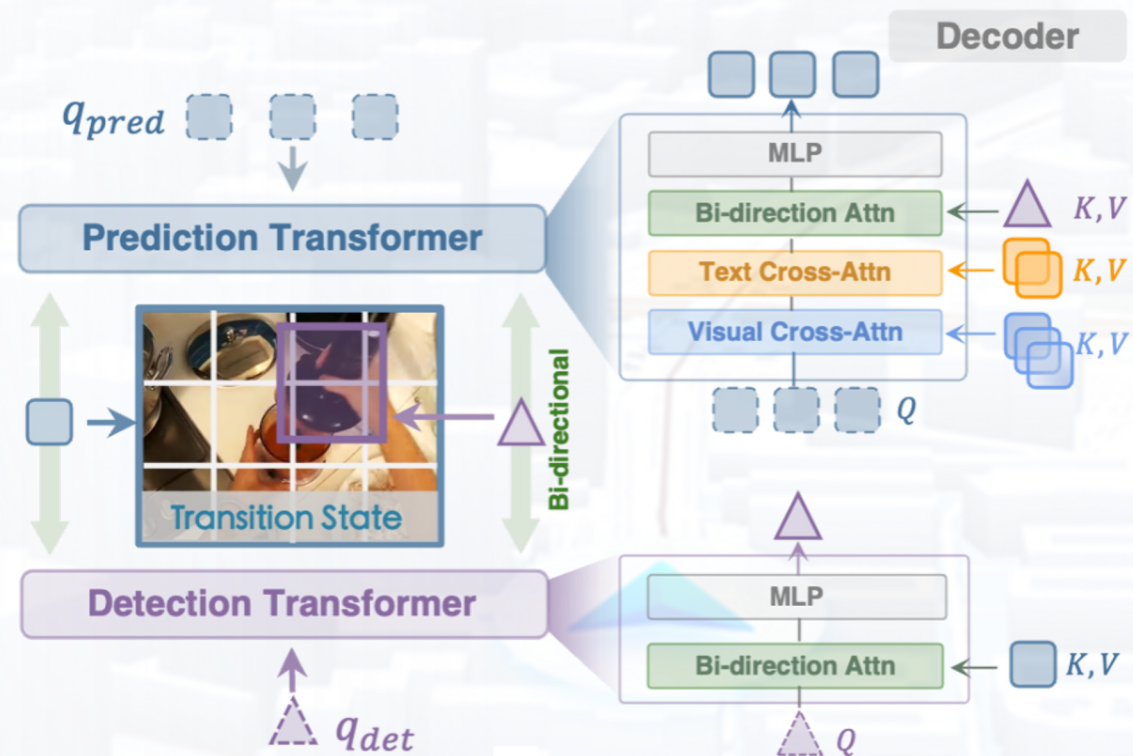 Decoder
q_pred
Prediction Transformer
MLP
Bi-direction Attn
K, V
Text Cross-Attn
K, V
Visual Cross-Attn
K, V
Q
Bi-directional
Transition State
Detection Transformer
q_det
MLP
Bi-direction Attn
K, V
Q